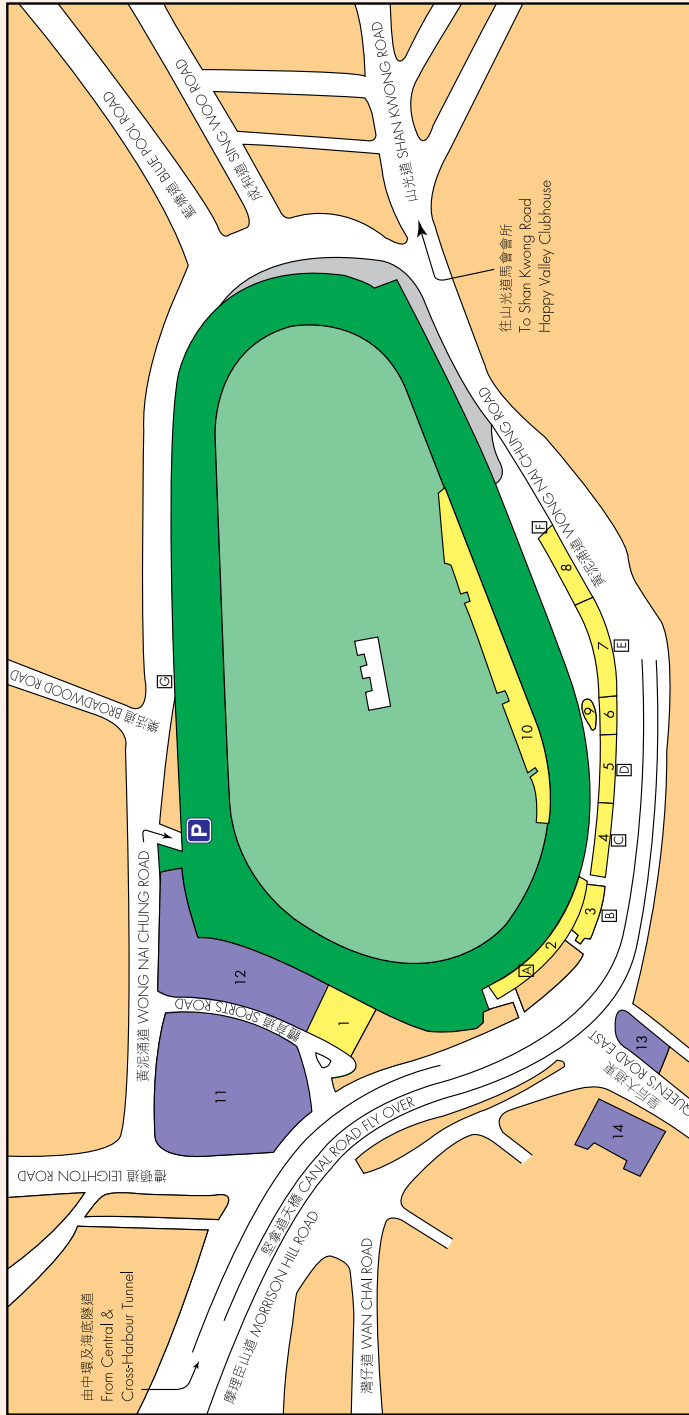 藍塘道 BLUE POOL ROAD
成和道 SING WOO ROAD
山光道 SHAN KWONG ROAD
往山光道馬會會所
To Shan Kwong Road
Happy Valley Clubhouse
黃泥涌道 WONG NAI CHUNG ROAD
樂活道 BROADWOOD ROAD
G
P
黃泥涌道 WONG NAI CHUNG ROAD
體育道 SPORTS ROAD
禮頓道 LEIGHTON ROAD
由中環及海底隧道
From Central &
Cross-Harbour Tunnel
堅拿道天橋 CANAL ROAD FLY OVER
摩理臣山道 MORRISON HILL ROAD
灣仔道 WAN CHAI ROAD
皇后大道東
QUEEN'S ROAD EAST
1
2
3
4
5
6
7
8
9
10
11
12
13
14
A
B
C
D
E
F